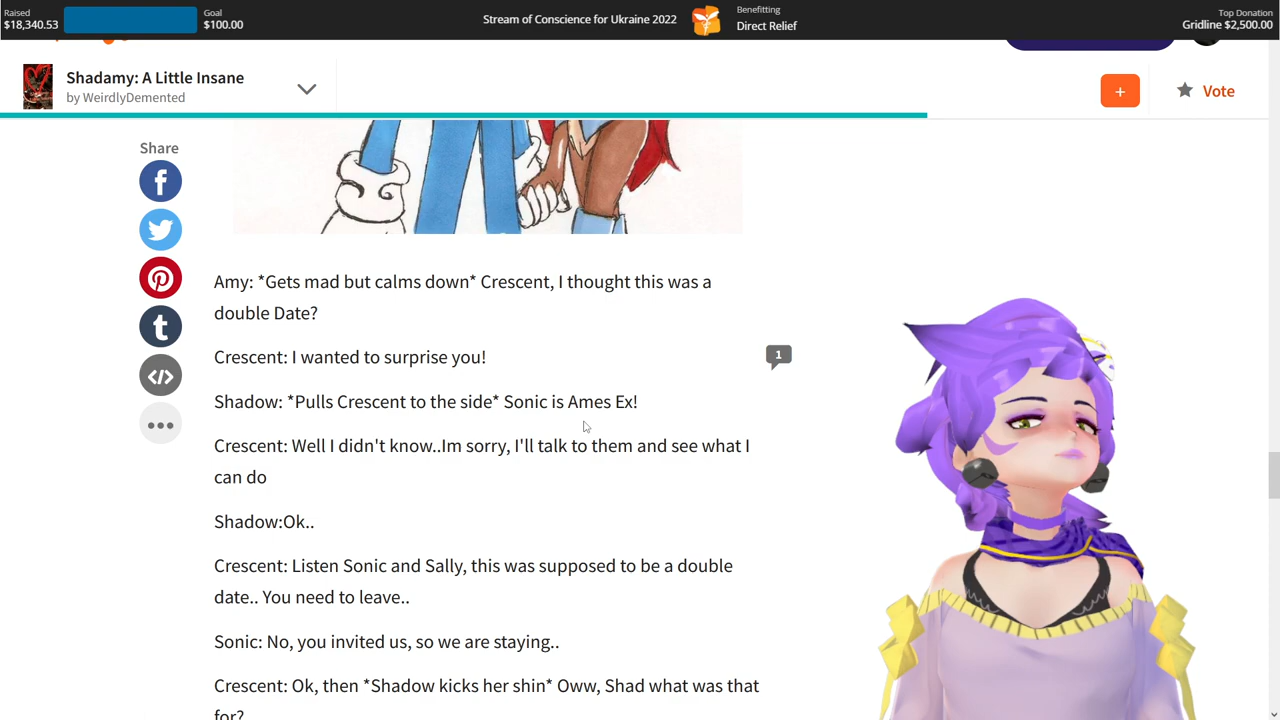 Raised
$18,340.53
Goal
$100.00
Stream of Conscience for Ukraine 2022
Benefitting
Direct Relief
Top Donation
Gridline $2,500.00
Shadamy: A Little Insane
by WeirdlyDemented
+
Vote
Share
Amy: *Gets mad but calms down* Crescent, I thought this was a
double Date?
Crescent: I wanted to surprise you!
1
Shadow: *Pulls Crescent to the side* Sonic is Ames Ex!
Crescent: Well I didn't know..Im sorry, I'll talk to them and see what I
can do
Shadow:Ok..
Crescent: Listen Sonic and Sally, this was supposed to be a double
date.. You need to leave..
Sonic: No, you invited us, so we are staying..
Crescent: Ok, then *Shadow kicks her shin* Oww, Shad what was that
for?